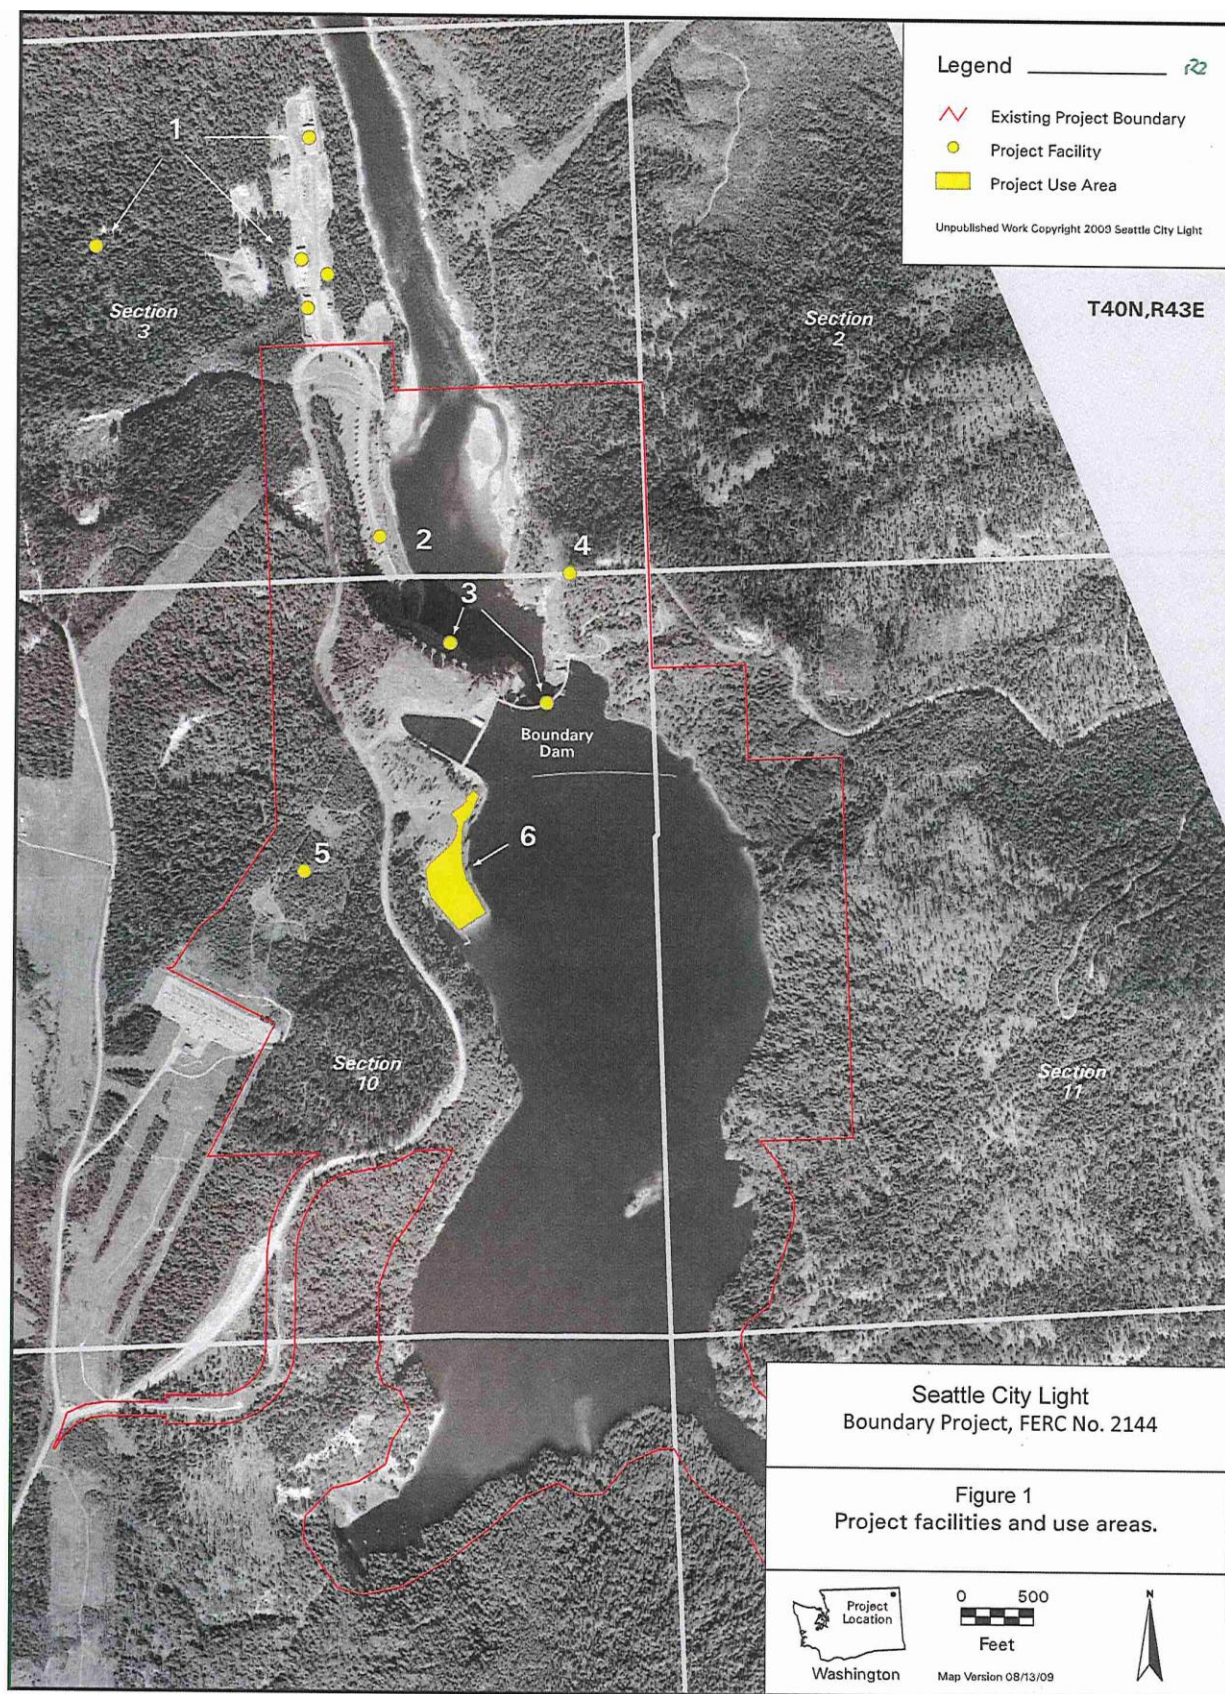 Legend
R2
Existing Project Boundary
Project Facility
Project Use Area
Unpublished Work Copyright 2009 Seattle City Light
T40N,R43E
1
Section
3
Section
2
2
4
3
Boundary
Dam
6
5
Section
10
Section
11
Seattle City Light
Boundary Project, FERC No. 2144
Figure 1
Project facilities and use areas.
Project
Location
Washington
0 500
Feet
Map Version 08/13/09
N